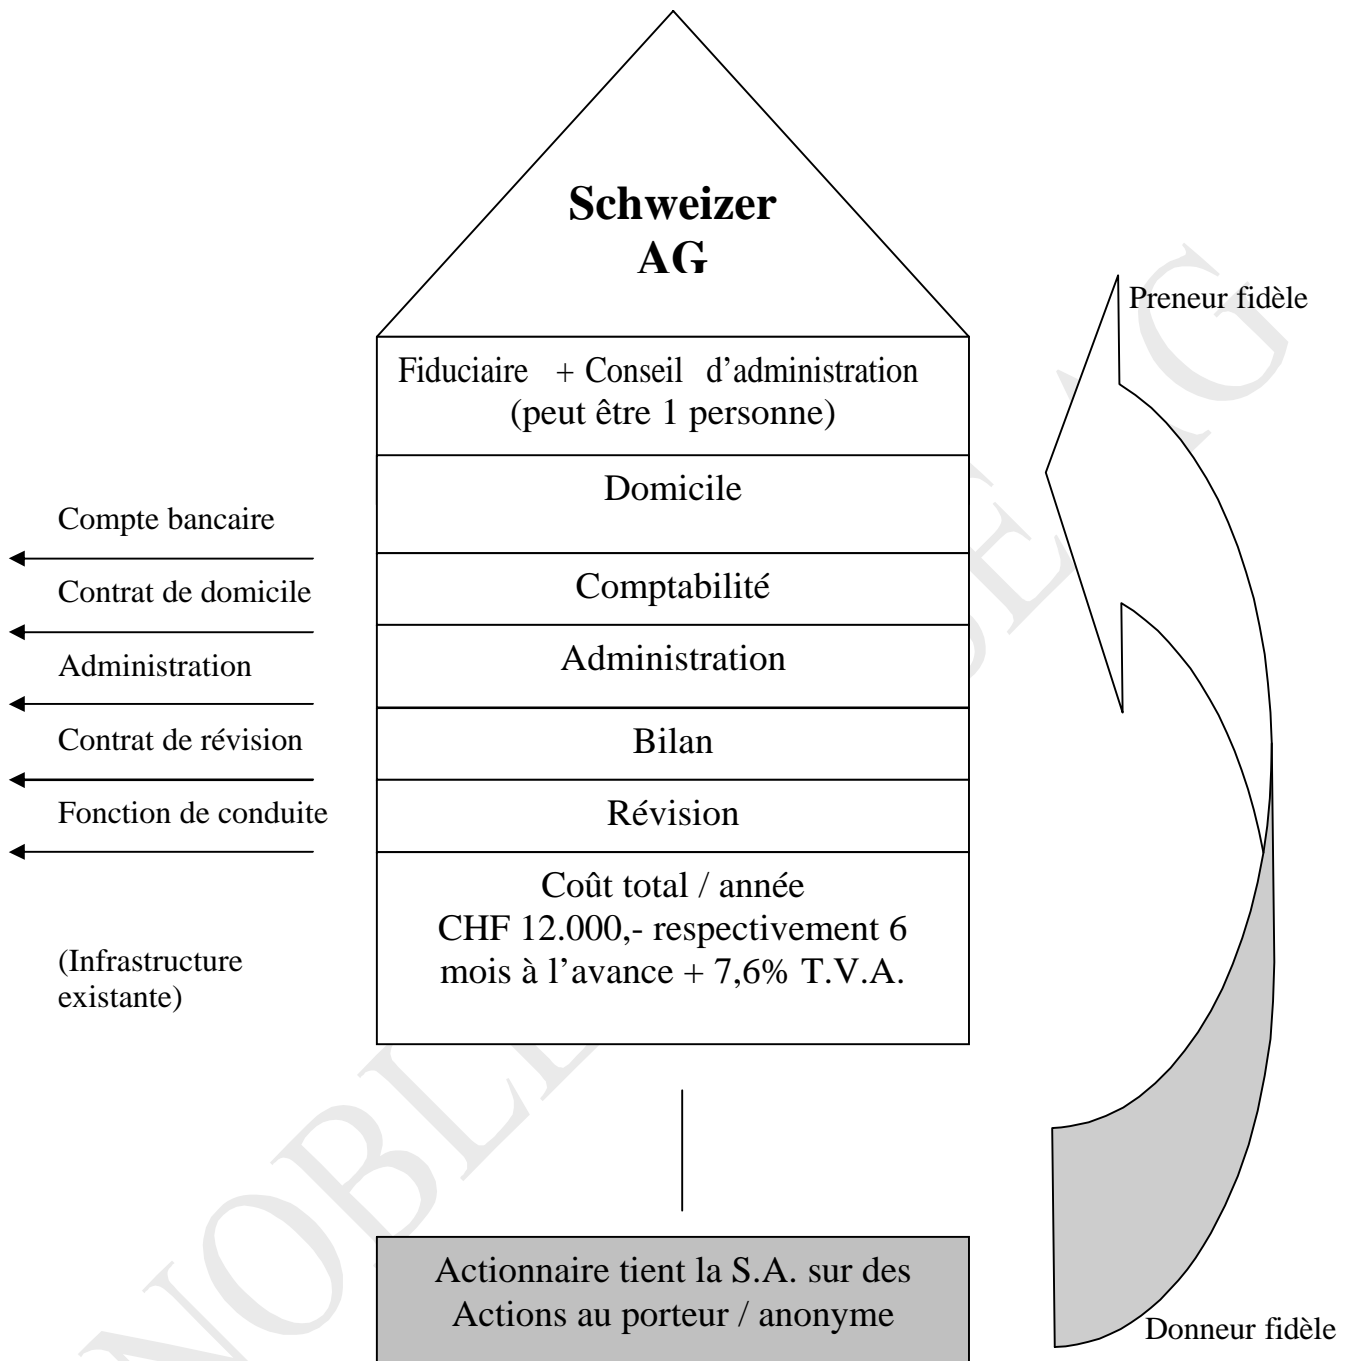 Schweizer
AG
Preneur fidèle
Fiduciaire + Conseil d'administration
(peut être 1 personne)
Domicile
Compte bancaire
Comptabilité
Contrat de domicile
Administration
Administration
Bilan
Contrat de révision
Révision
Fonction de conduite
Coût total / année
CHF 12.000,- respectivement 6
mois à l'avance + 7,6% T.V.A.
(Infrastructure
existante)
Actionnaire tient la S.A. sur des
Actions au porteur / anonyme
Donneur fidèle